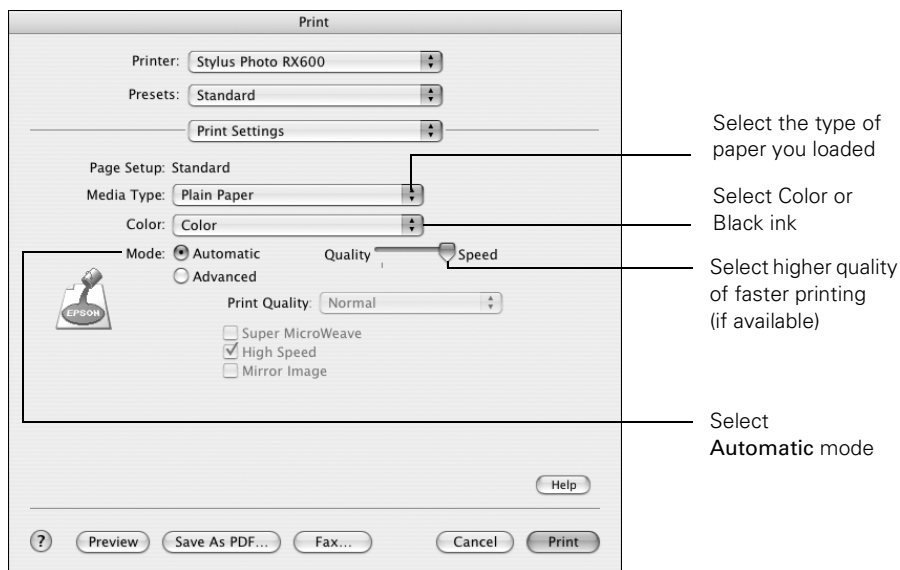 Print
Printer: Stylus Photo RX600
Presets: Standard
Print Settings
Page Setup: Standard
Media Type: Plain Paper
Color: Color
Mode: Automatic Quality Speed
Advanced
Print Quality: Normal
Super MicroWeave
High Speed
Mirror Image
EPSON
Help
? Preview Save As PDF... Fax... Cancel Print
Select the type of
paper you loaded
Select Color or
Black ink
Select higher quality
of faster printing
(if available)
Select
Automatic mode